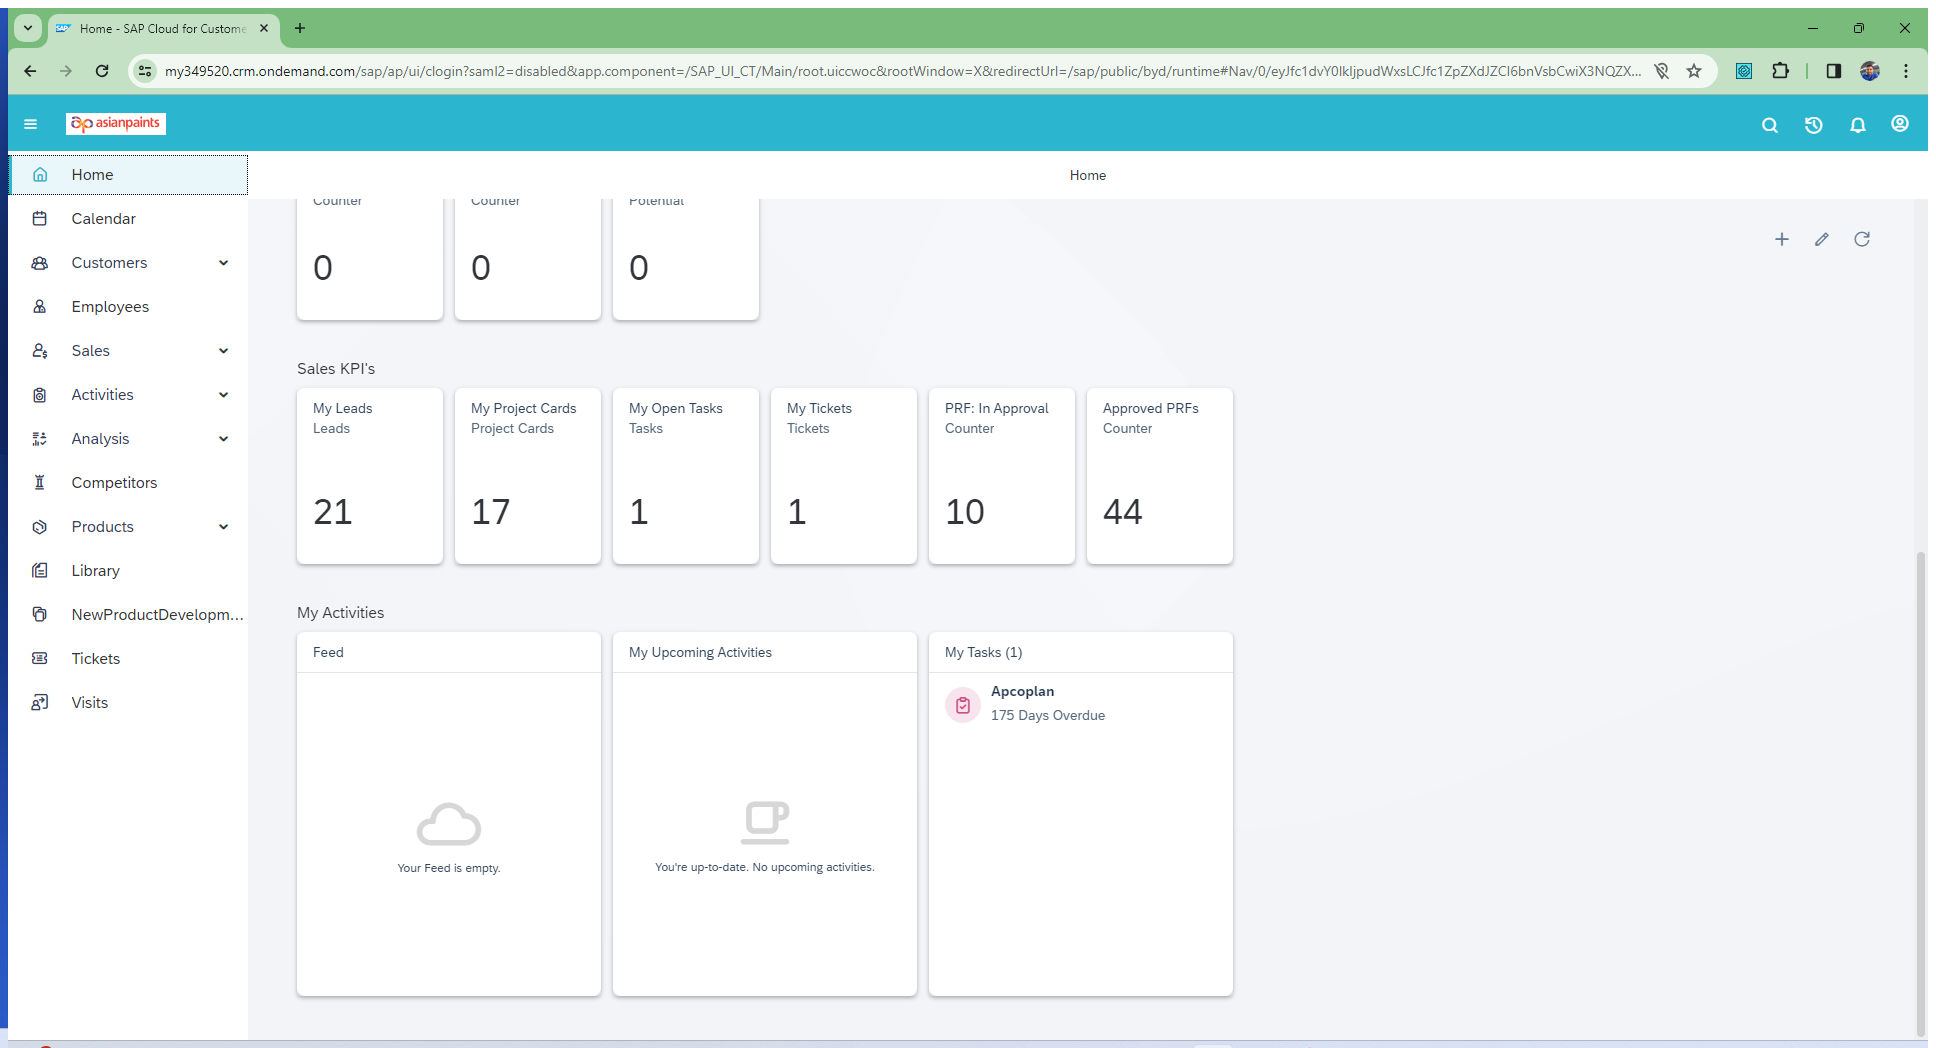 Home - SAP Cloud for Custome
my349520.crm.ondemand.com/sap/ap/ui/clogin?saml2=disabled&app.component=/SAP_UI_CT/Main/root.uiccwoc&rootWindow=X&redirectUrl=/sap/public/byd/runtime#Nav/0/eyJfc1dvY0lkIjpudWxsLCJfc1ZpZXdJZCI6bnVsbCwiX3NQZX...
asianpaints
Home
Calendar
Customers
Employees
Sales
Activities
Analysis
Competitors
Products
Library
NewProductDevelopm...
Tickets
Visits
Home
Counter
0
Counter
0
Potential
0
Sales KPI's
My Leads
Leads
21
My Project Cards
Project Cards
17
My Open Tasks
Tasks
1
My Tickets
Tickets
1
PRF: In Approval
Counter
10
Approved PRFs
Counter
44
My Activities
Feed
Your Feed is empty.
My Upcoming Activities
You're up-to-date. No upcoming activities.
My Tasks (1)
Apcoplan
175 Days Overdue